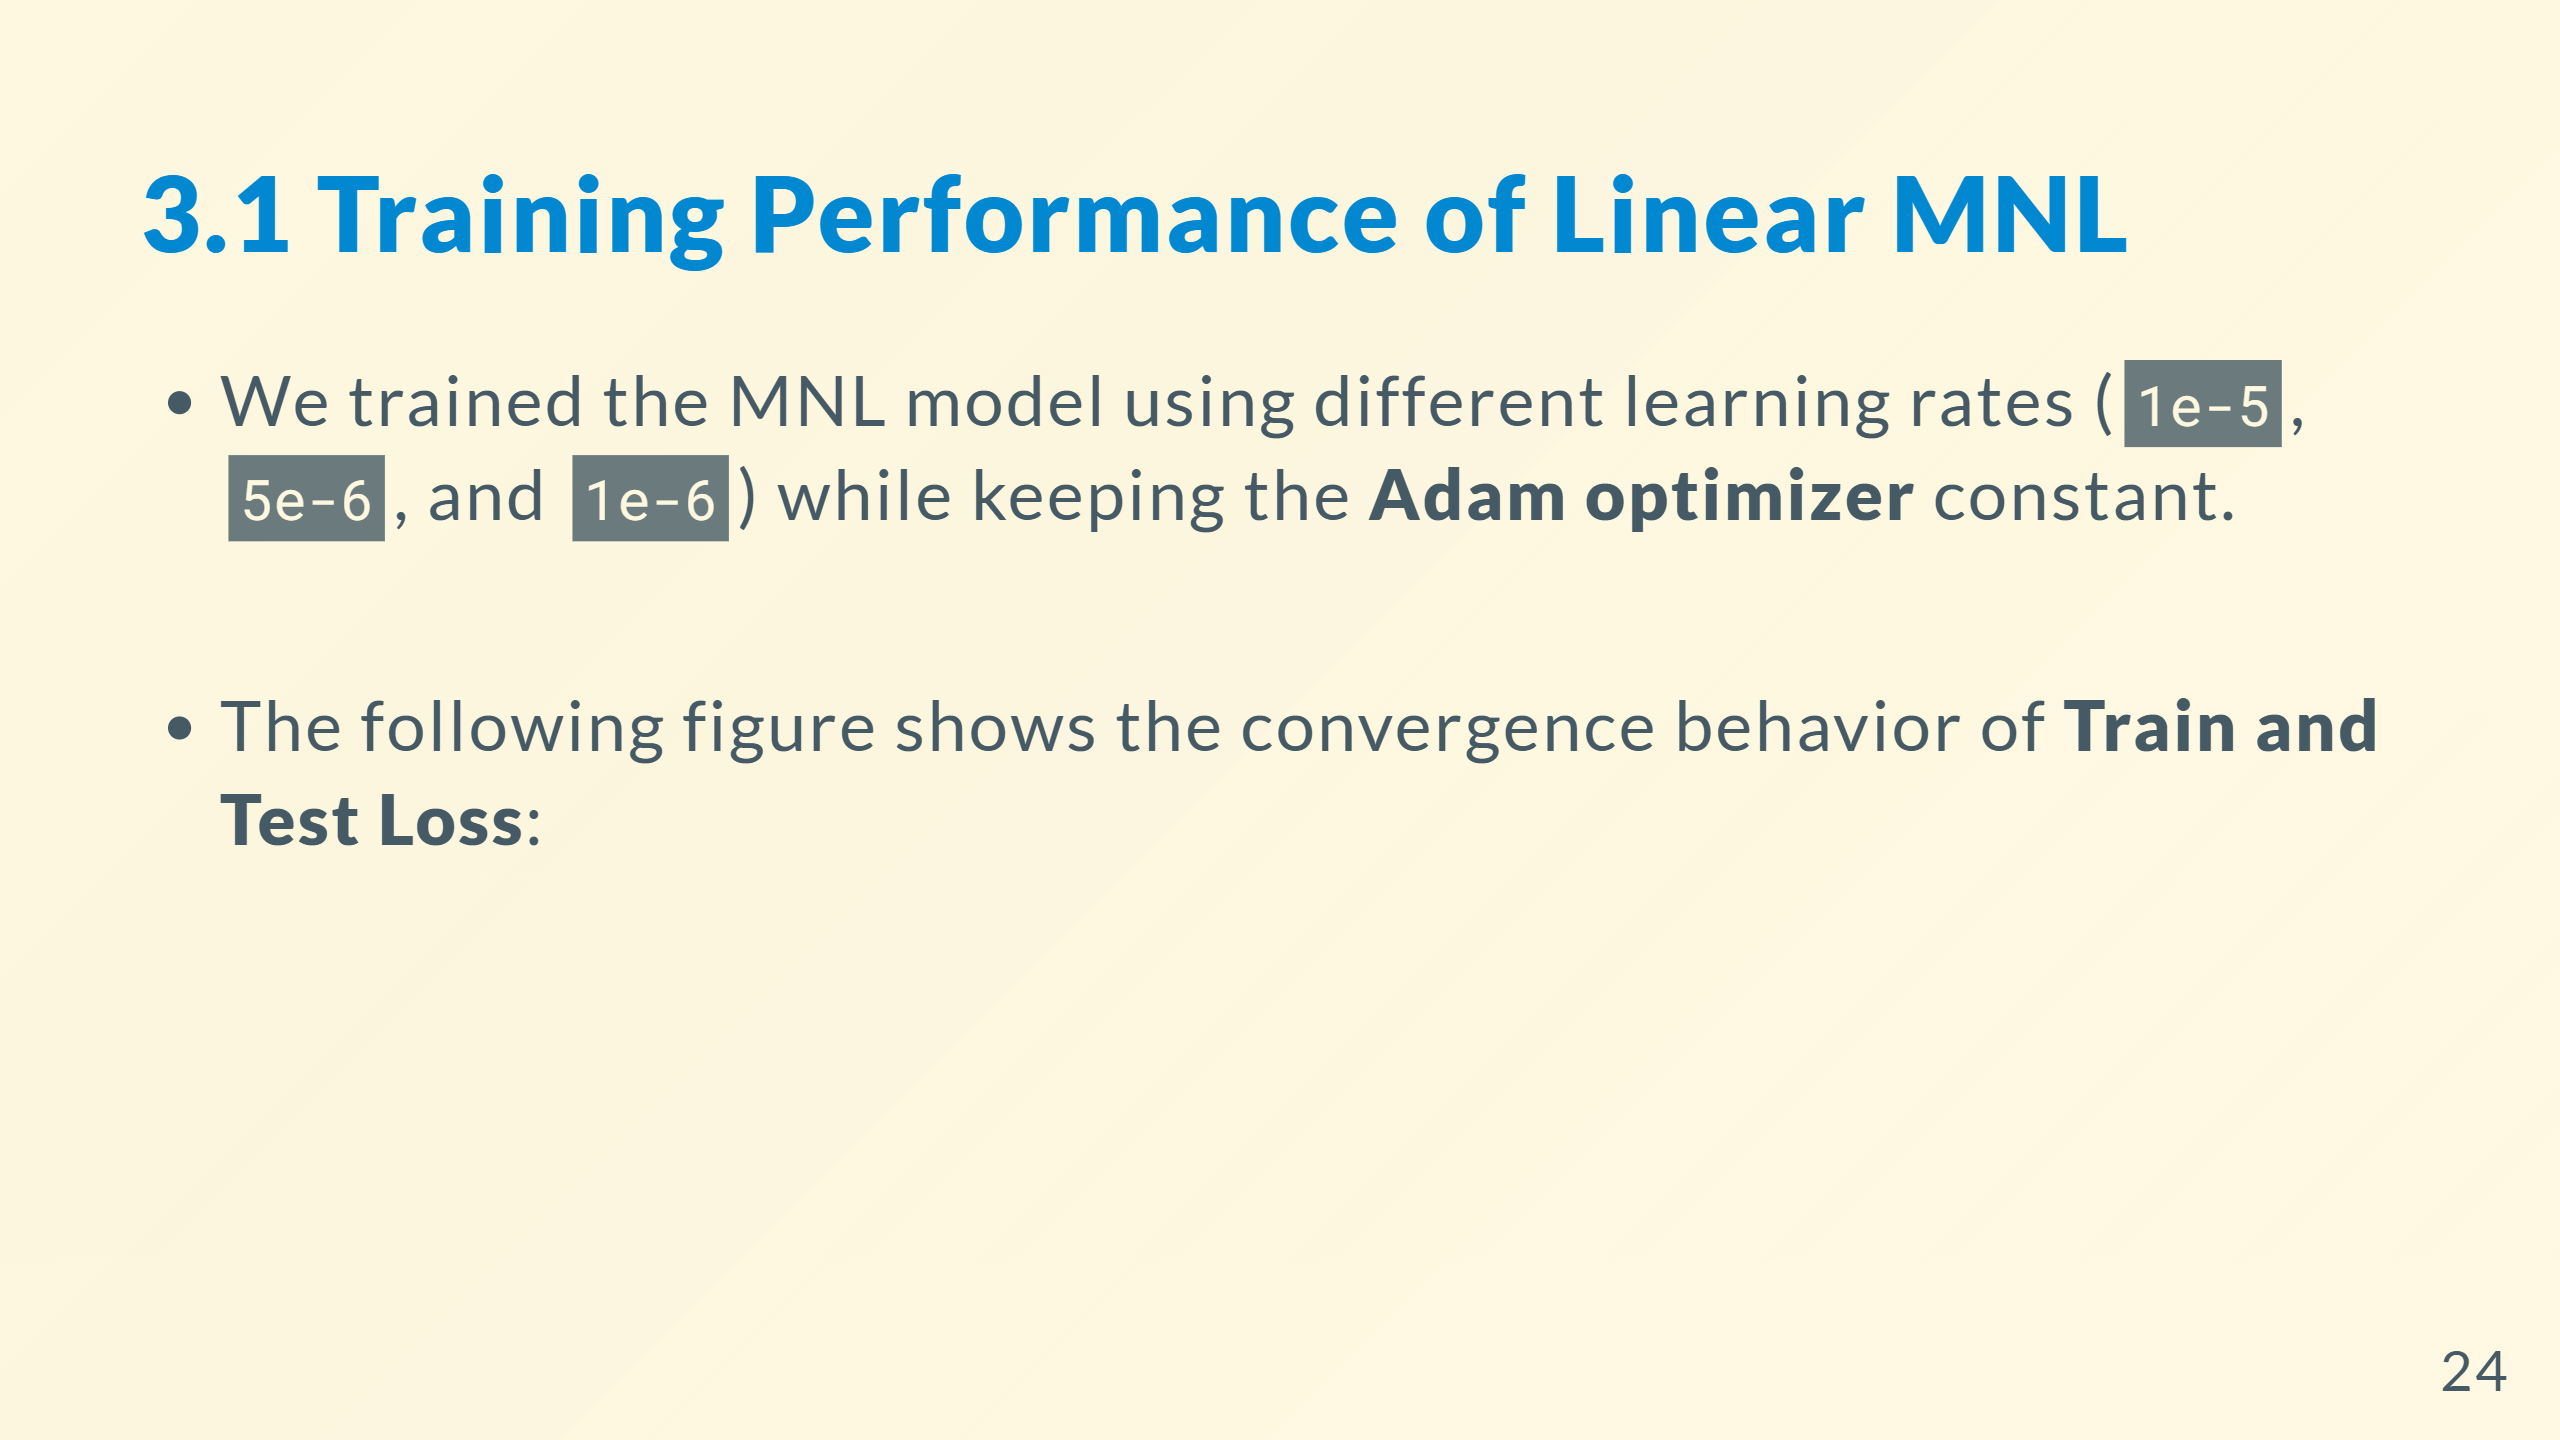 3.1 Training Performance of Linear MNL
• We trained the MNL model using different learning rates ( 1e-5 ,
5e-6 , and 1e-6 ) while keeping the Adam optimizer constant.
• The following figure shows the convergence behavior of Train and
Test Loss:
24